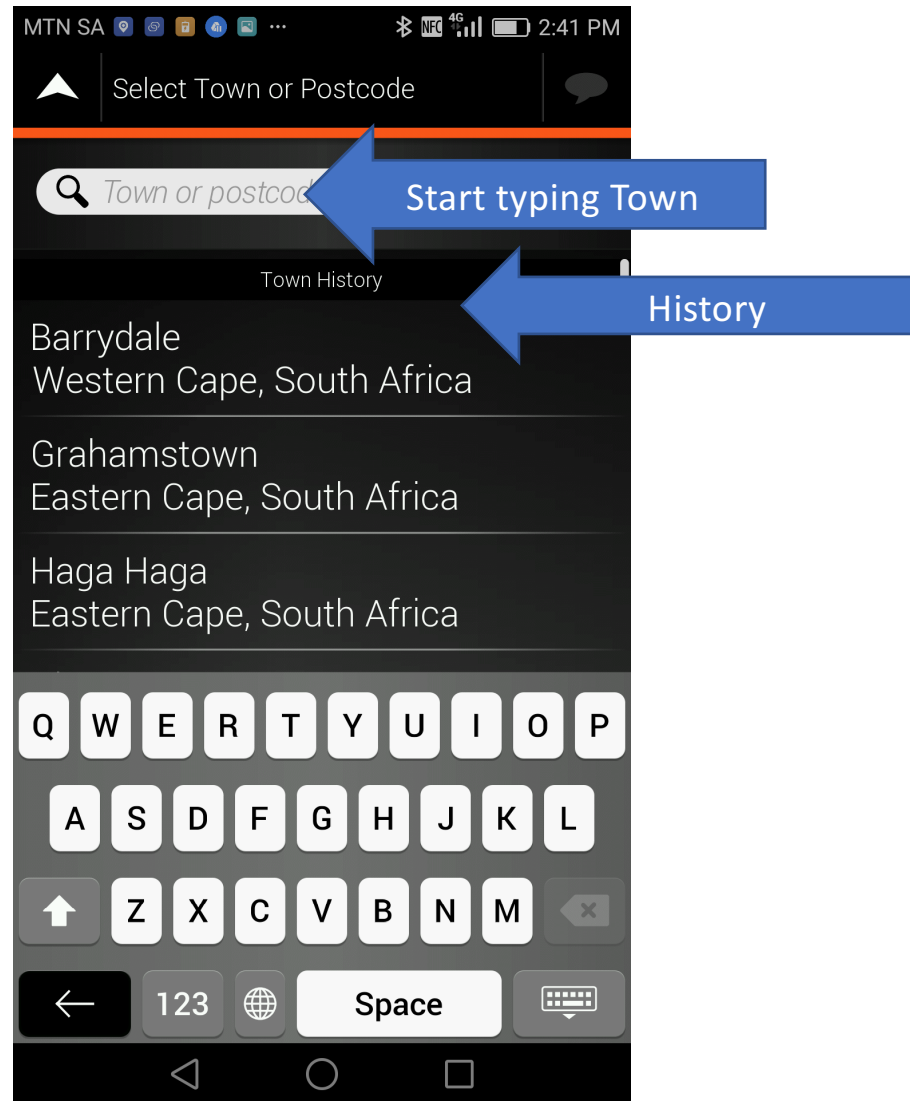 MTN SA NFC 4G 2:41 PM
Select Town or Postcode
Town or postcod
Start typing Town
Town History
History
Barrydale
Western Cape, South Africa
Grahamstown
Eastern Cape, South Africa
Haga Haga
Eastern Cape, South Africa
Q W E R T Y U I O P
A S D F G H J K L
Z X C V B N M
123 Space